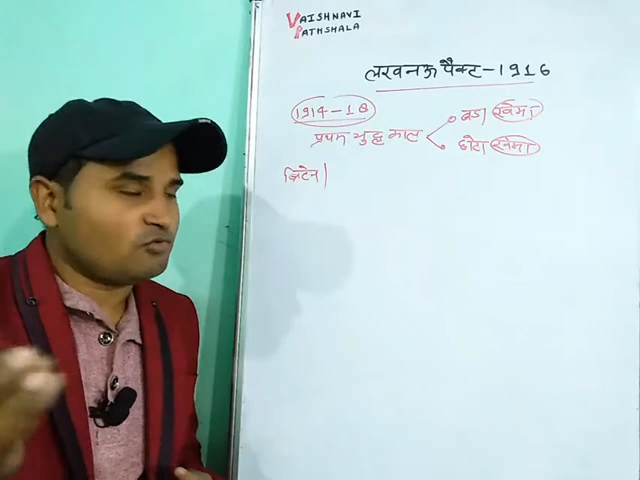 VAISHNAVI
PATHSHALA
लखनऊ पैक्ट-1916
1914-18
प्रथम युद्ध काल
बड़ा खेमा
छोटा खेमा
ब्रिटेन|